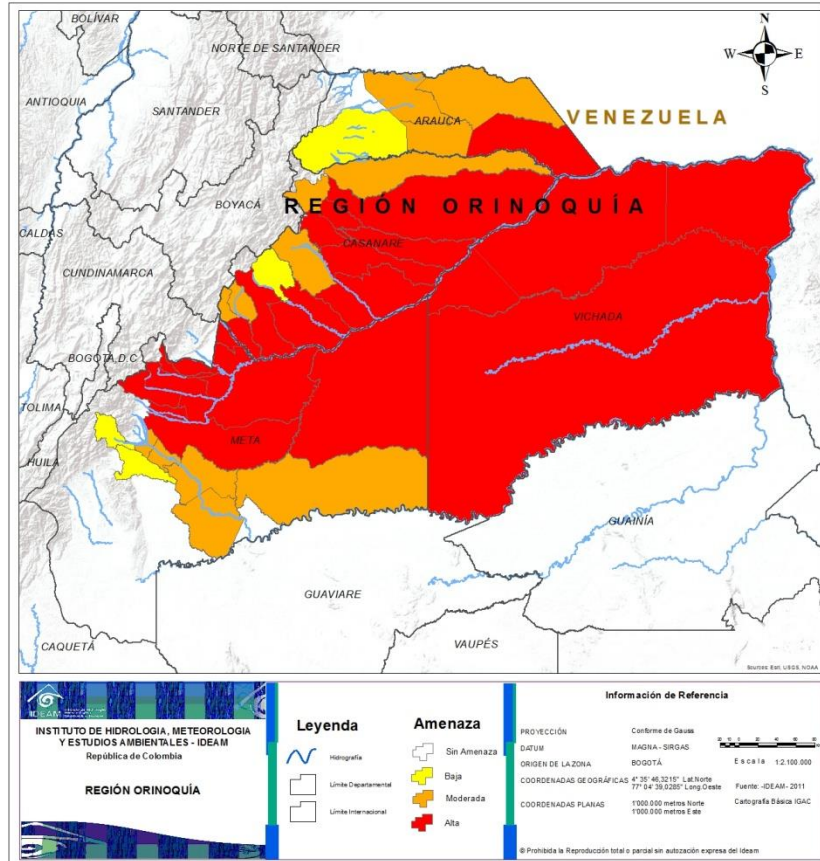 BOLÍVAR
NORTE DE SANTANDER
N
W E
S
ANTIOQUIA
SANTANDER
ARAUCA
VENEZUELA
BOYACÁ
REGIÓN ORINOQUÍA
CALDAS
CASANARE
CUNDINAMARCA
VICHADA
BOGOTÁ D.C
TOLIMA
META
HUILA
GUAINÍA
GUAVIARE
CAQUETÁ
VAUPÉS
Sources: Esri, USGS, NOAA
IDEAM
INSTITUTO DE HIDROLOGIA, METEOROLOGIA
Y ESTUDIOS AMBIENTALES - IDEAM
República de Colombia
REGIÓN ORINOQUÍA
Leyenda
Hidrografía
Límite Departamental
Límite Internacional
Amenaza
Sin Amenaza
Baja
Moderada
Alta
Información de Referencia
PROYECCIÓN Conforme de Gauss
DATUM MAGNA - SIRGAS
ORIGEN DE LA ZONA BOGOTÁ
Escala 1:2.100.000
COORDENADAS GEOGRÁFICAS 4° 35' 46,3215" Lat.Norte
77° 04' 39,0285" Long.Oeste
Fuente: -IDEAM- 2011
Cartografía Básica IGAC
COORDENADAS PLANAS 1'000.000 metros Norte
1'000.000 metros Este
© Prohibida la Reproducción total o parcial sin autozación expresa del Ideam